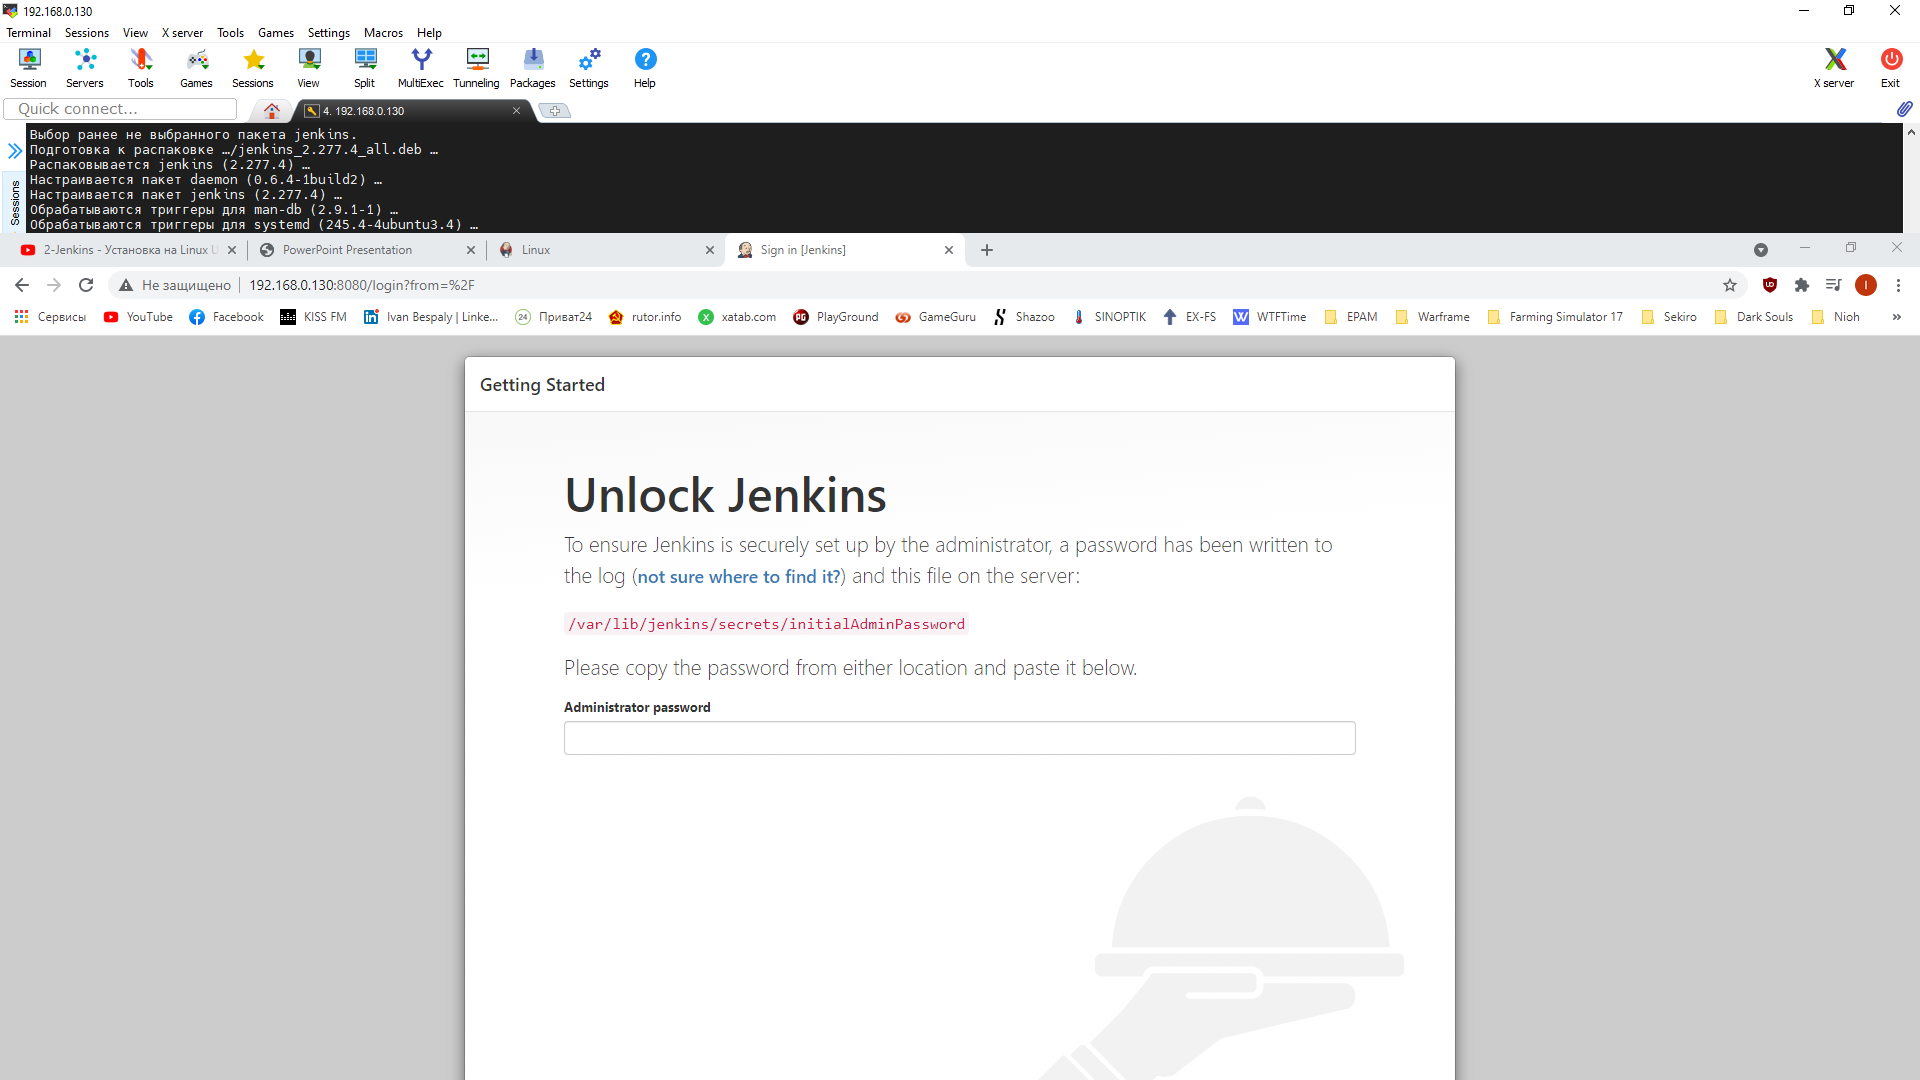 192.168.0.130
Terminal Sessions View X server Tools Games Settings Macros Help
Session Servers Tools Games Sessions View Split MultiExec Tunneling Packages Settings Help X server Exit
Quick connect... 4. 192.168.0.130
Sessions
Выбор ранее не выбранного пакета jenkins.
Подготовка к распаковке …/jenkins_2.277.4_all.deb …
Распаковывается jenkins (2.277.4) …
Настраивается пакет daemon (0.6.4-1build2) …
Настраивается пакет jenkins (2.277.4) …
Обрабатываются триггеры для man-db (2.9.1-1) …
Обрабатываются триггеры для systemd (245.4-4ubuntu3.4) …
2-Jenkins - Установка на Linux U PowerPoint Presentation Linux Sign in [Jenkins]
Не защищено 192.168.0.130:8080/login?from=%2F
Сервисы YouTube Facebook KISS FM Ivan Bespaly | Linke... 24 Приват24 rutor.info xatab.com PlayGround GameGuru Shazoo SINOPTIK EX-FS WTFTime EPAM Warframe Farming Simulator 17 Sekiro Dark Souls Nioh »
Getting Started
Unlock Jenkins
To ensure Jenkins is securely set up by the administrator, a password has been written to
the log (not sure where to find it?) and this file on the server:
/var/lib/jenkins/secrets/initialAdminPassword
Please copy the password from either location and paste it below.
Administrator password